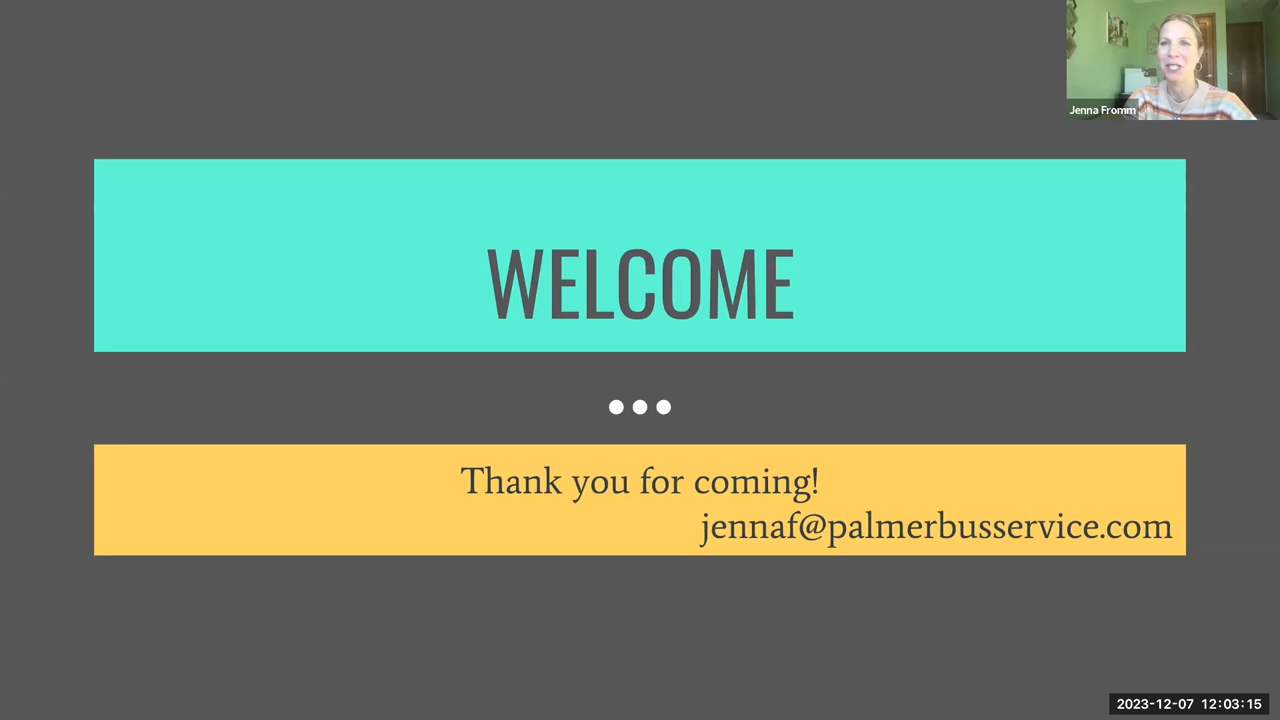 Jenna Fromm
WELCOME
Thank you for coming!
jennaf@palmerbusservice.com
2023-12-07 12:03:15